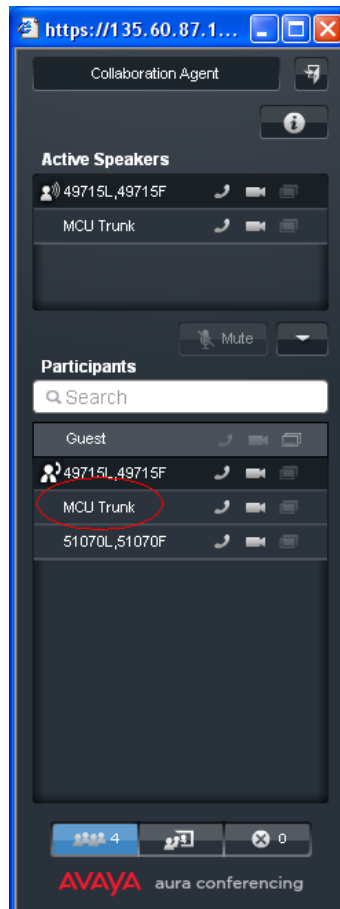 https://135.60.87.1...
Collaboration Agent
i
Active Speakers
49715L,49715F
MCU Trunk
Mute
Participants
Search
Guest
49715L,49715F
MCU Trunk
51070L,51070F
4
0
AVAYA aura conferencing